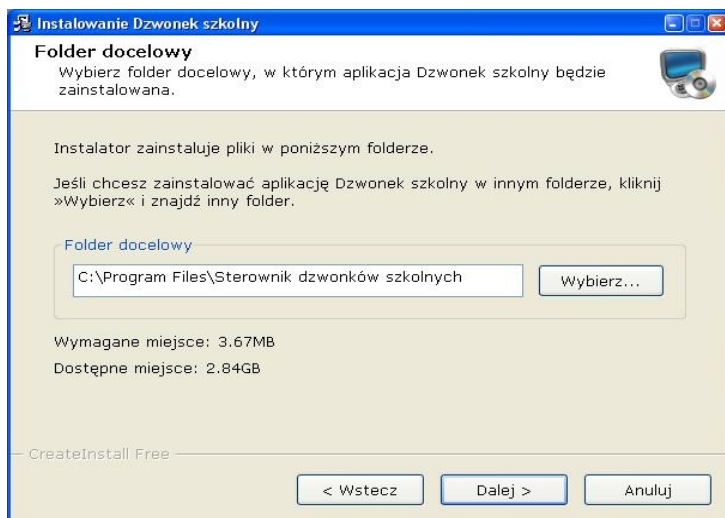 Instalowanie Dzwonek szkolny
Folder docelowy
Wybierz folder docelowy, w którym aplikacja Dzwonek szkolny będzie
zainstalowana.
Instalator zainstaluje pliki w poniższym folderze.
Jeśli chcesz zainstalować aplikację Dzwonek szkolny w innym folderze, kliknij
»Wybierz« i znajdź inny folder.
Folder docelowy
C:\Program Files\Sterownik dzwonków szkolnych
Wybierz...
Wymagane miejsce: 3.67MB
Dostępne miejsce: 2.84GB
CreateInstall Free
< Wstecz
Dalej >
Anuluj